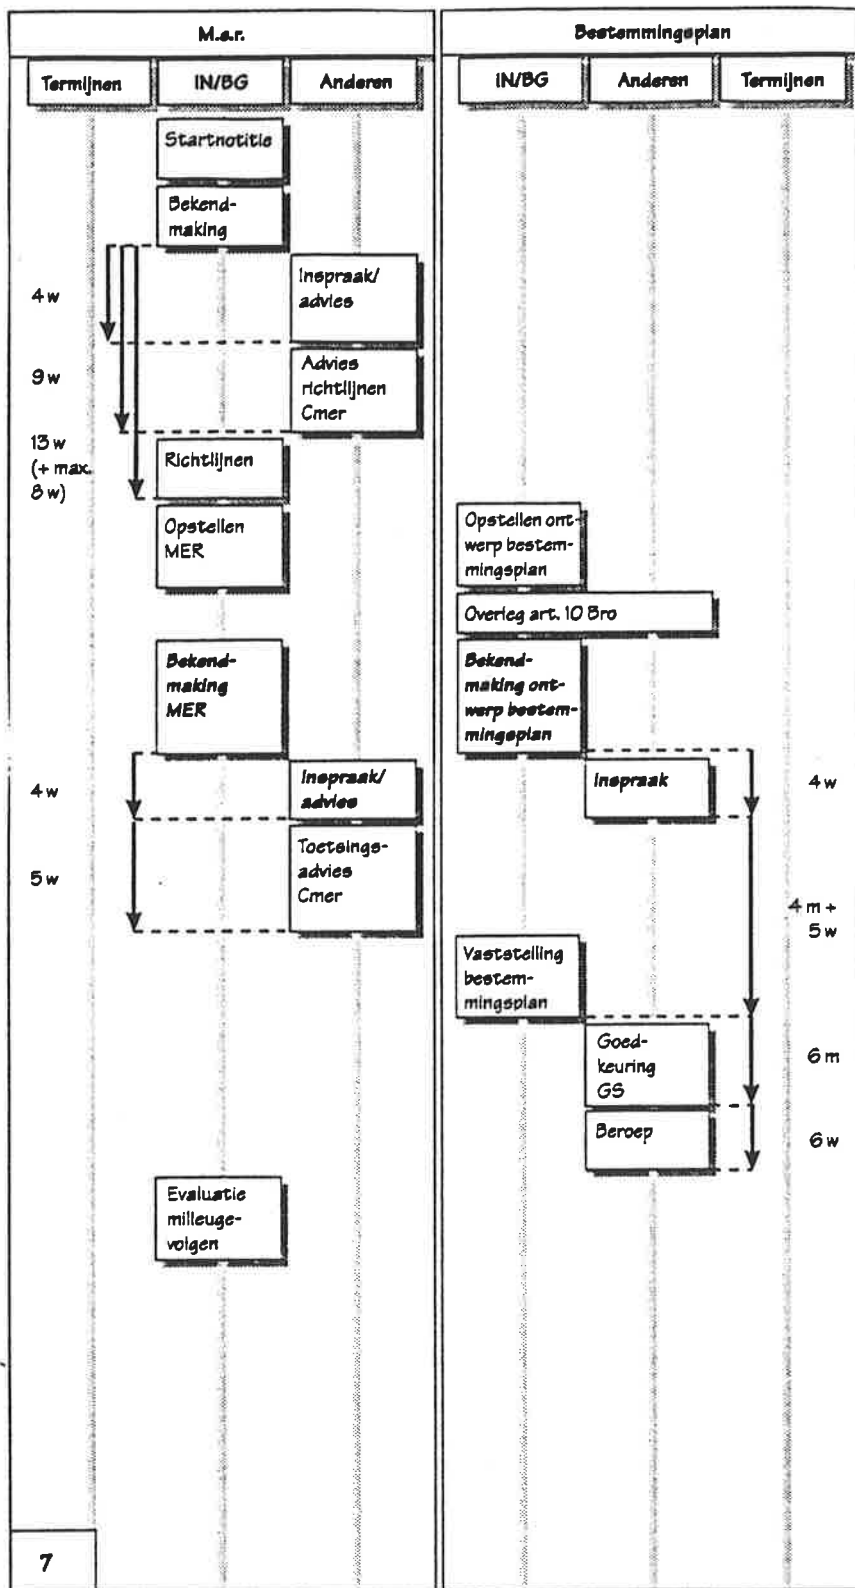 M.e.r.
Bestemmingsplan
Termijnen
IN/BG
Anderen
IN/BG
Anderen
Termijnen
Startnotitie
Bekend-
making
4 w
Inspraak/
advies
9 w
Advies
richtlijnen
Cmer
13 w
(+ max.
8 w)
Richtlijnen
Opstellen
MER
Opstellen ont-
werp bestem-
mingsplan
Overleg art. 10 Bro
Bekend-
making
MER
Bekend-
making ont-
werp bestem-
mingsplan
4 w
Inspraak/
advies
Inspraak
4 w
5 w
Toetsings-
advies
Cmer
4 m +
5 w
Vaststelling
bestem-
mingsplan
Goed-
keuring
GS
6 m
Beroep
6 w
Evaluatie
milieuge-
volgen
7